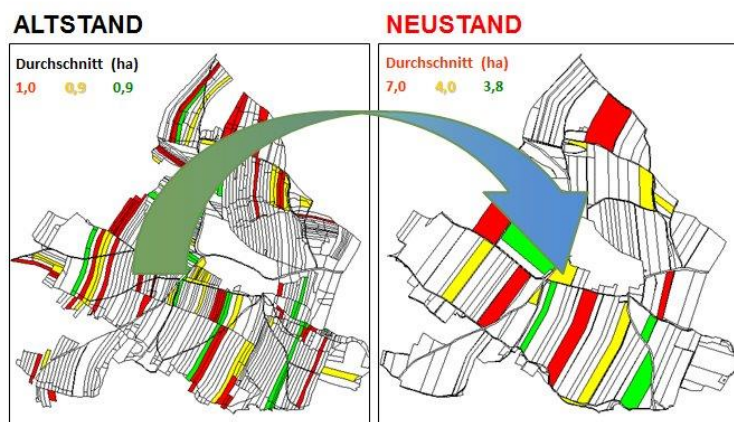 ALTSTAND
Durchschnitt (ha)
1,0 0,9 0,9
NEUSTAND
Durchschnitt (ha)
7,0 4,0 3,8